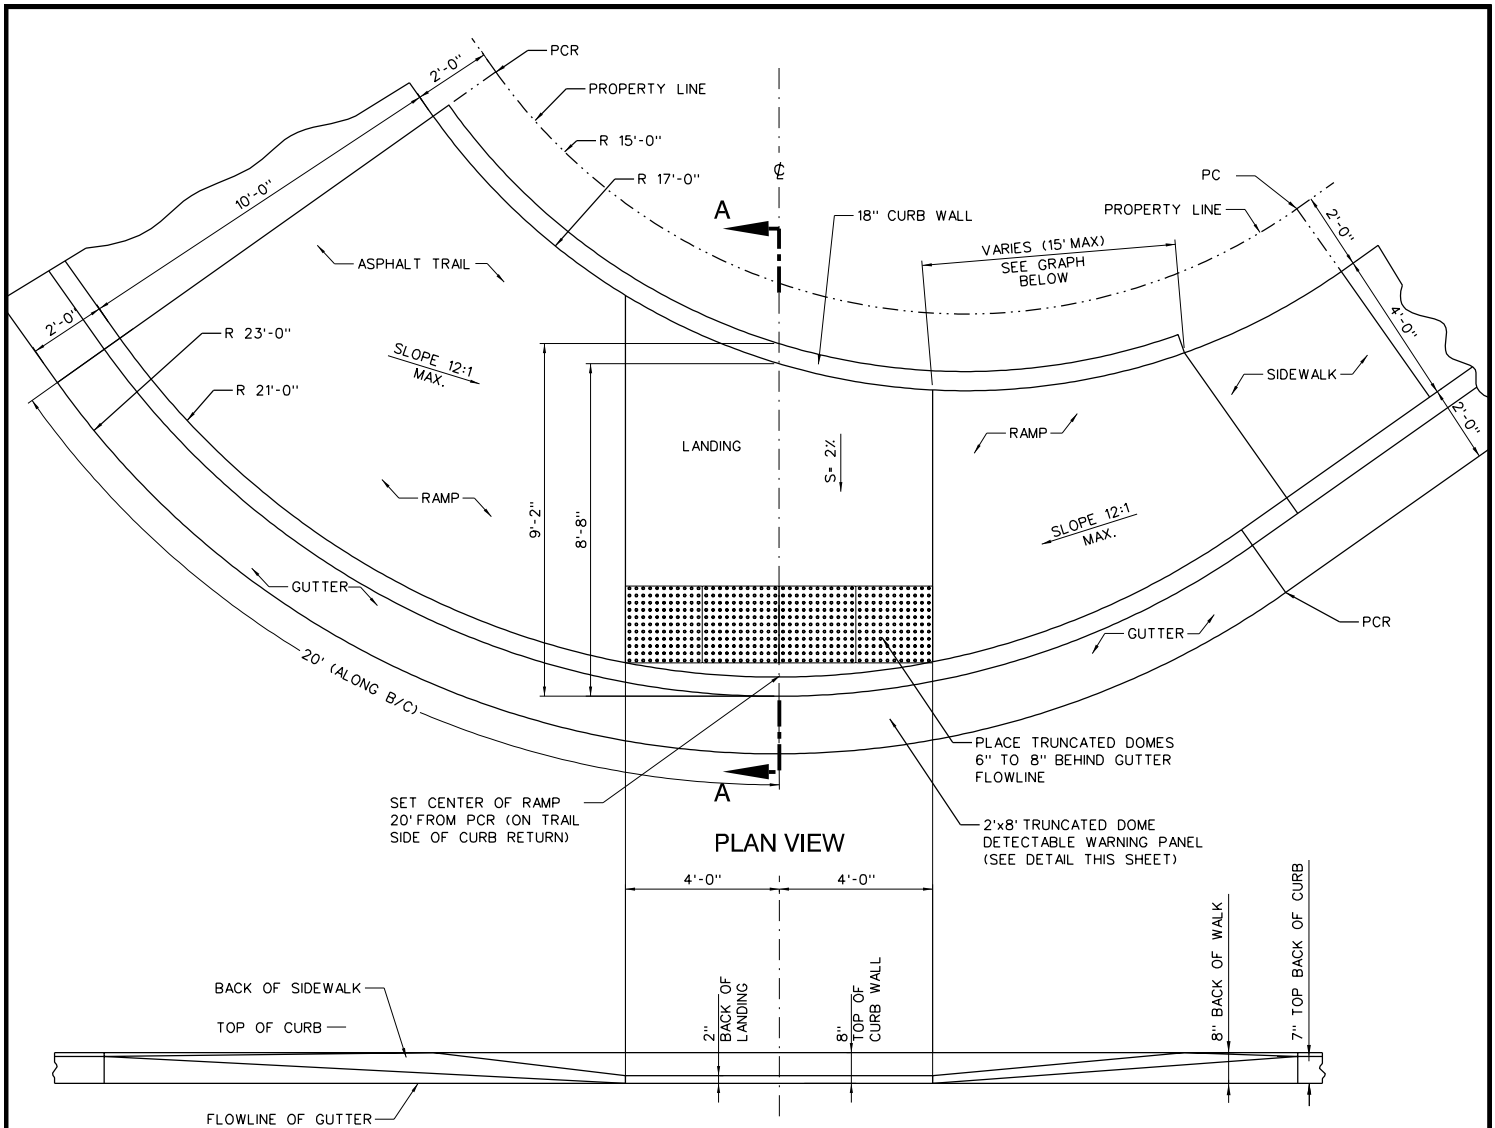 PCR
2'-0"
PROPERTY LINE
R 15'-0"
R 17'-0"
10'-0"
℄
PC
A
18" CURB WALL
PROPERTY LINE
2'-0"
VARIES (15' MAX)
SEE GRAPH
BELOW
ASPHALT TRAIL
2'-0"
R 23'-0"
4'-0"
SLOPE 12:1
MAX.
R 21'-0"
SIDEWALK
2'-0"
RAMP
LANDING
S= 2%
RAMP
9'-2"
8'-8"
SLOPE 12:1
MAX.
GUTTER
PCR
GUTTER
20' (ALONG B/C)
PLACE TRUNCATED DOMES
6" TO 8" BEHIND GUTTER
FLOWLINE
A
SET CENTER OF RAMP
20' FROM PCR (ON TRAIL
SIDE OF CURB RETURN)
2'x8' TRUNCATED DOME
DETECTABLE WARNING PANEL
(SEE DETAIL THIS SHEET)
PLAN VIEW
4'-0"
4'-0"
BACK OF SIDEWALK
TOP OF CURB
2"
BACK OF
LANDING
8"
TOP OF
CURB WALL
8" BACK OF WALK
7" TOP BACK OF CURB
FLOWLINE OF GUTTER